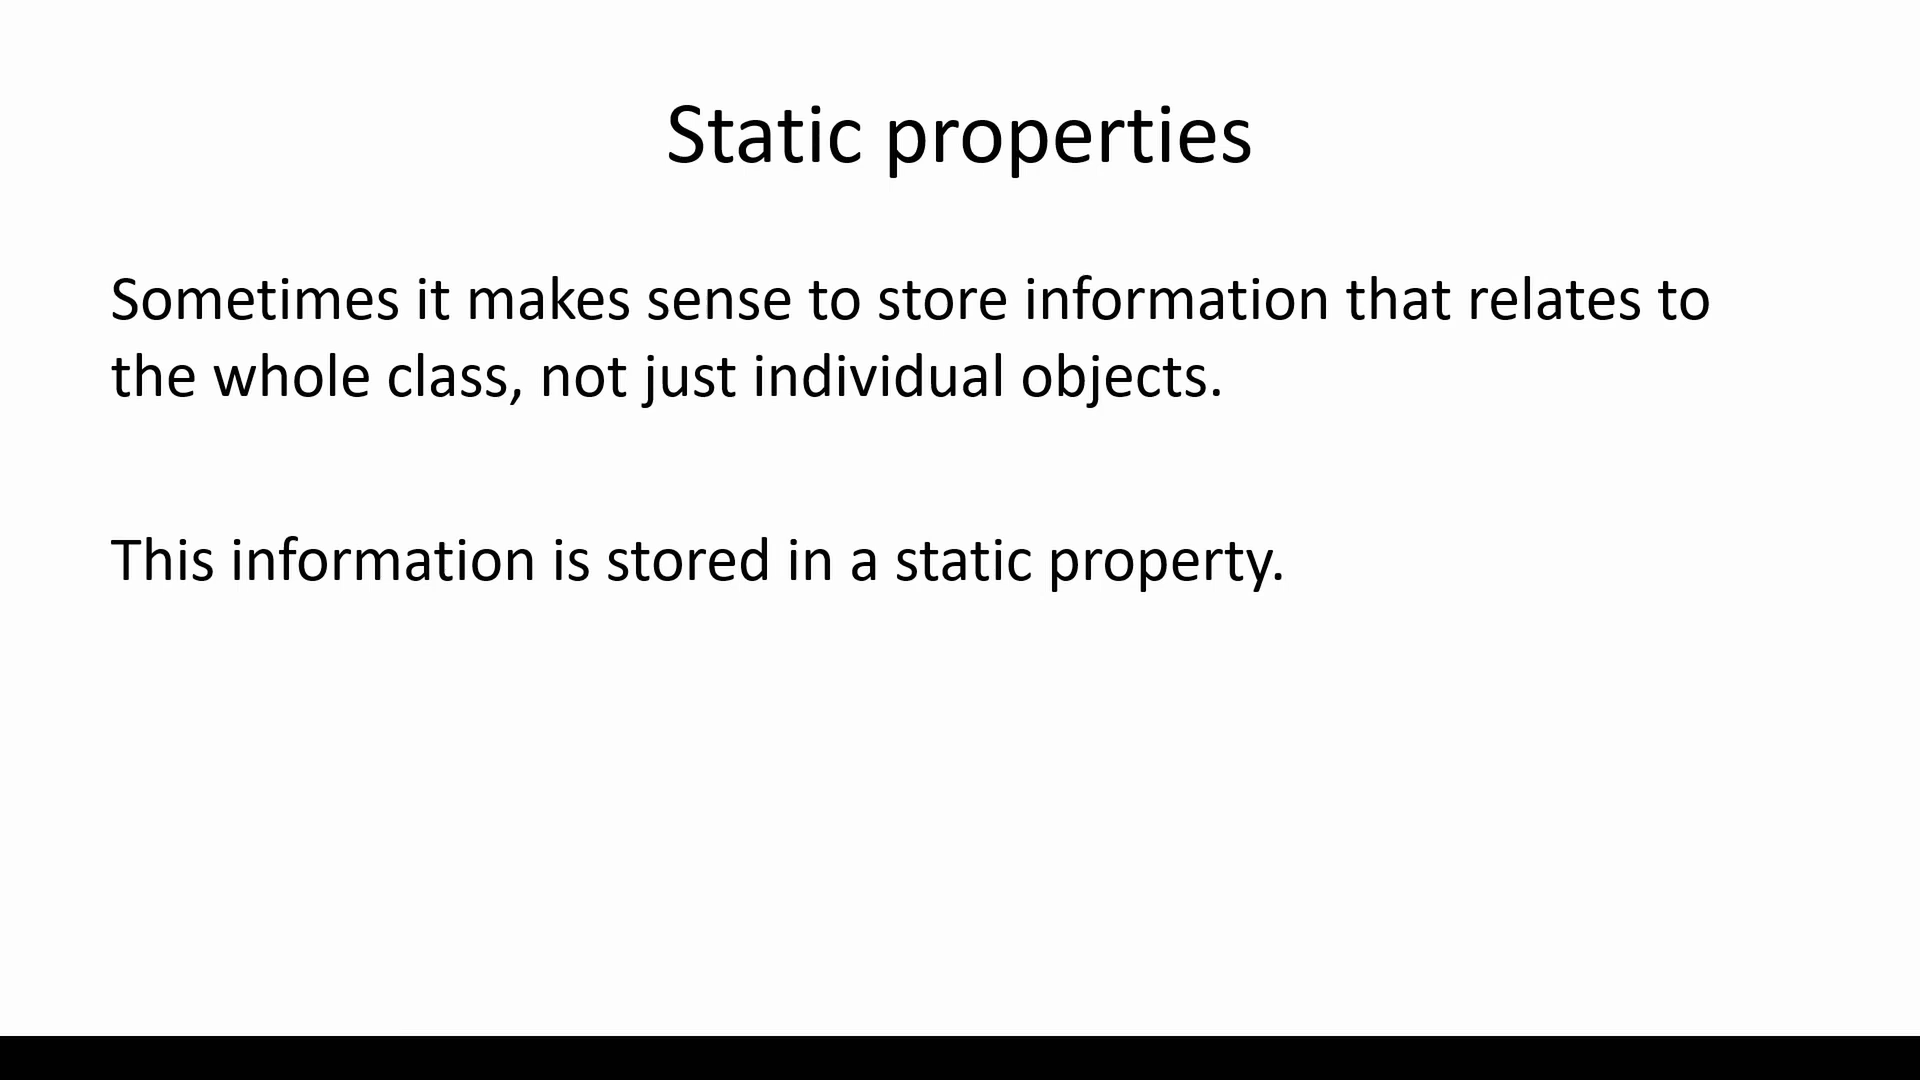 Static properties
Sometimes it makes sense to store information that relates to
the whole class, not just individual objects.
This information is stored in a static property.